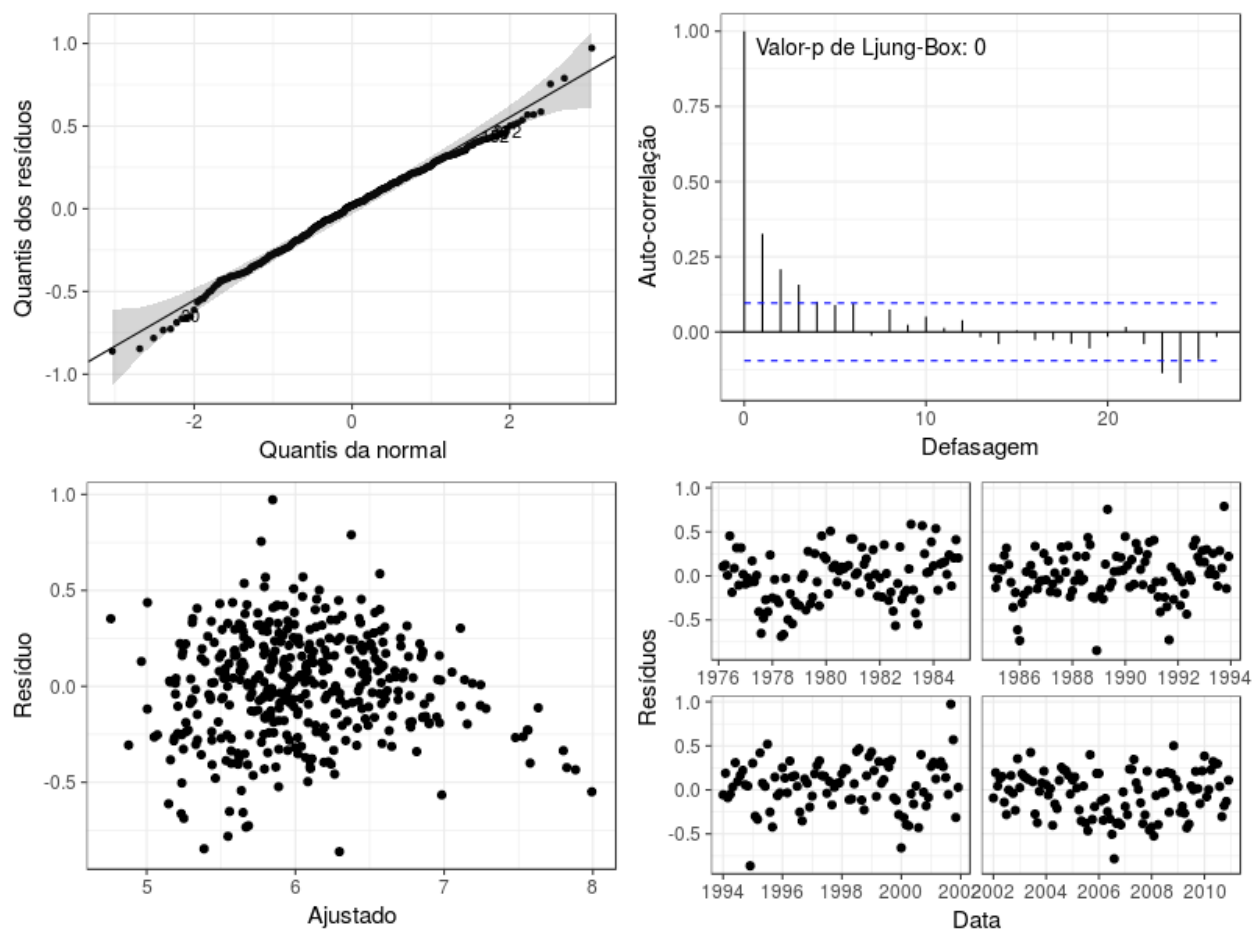 1.0
0.5
0.0
-0.5
-1.0
-2
0
2
Quantis dos resíduos
Quantis da normal
Valor-p de Ljung-Box: 0
1.00
0.75
0.50
0.25
0.00
0
10
20
Auto-correlação
Defasagem
1.0
0.5
0.0
-0.5
5
6
7
8
Resíduo
Ajustado
1.0
0.5
0.0
-0.5
1976 1978 1980 1982 1984
1986 1988 1990 1992 1994
1.0
0.5
0.0
-0.5
1994 1996 1998 2000 2002
2002 2004 2006 2008 2010
Resíduos
Data